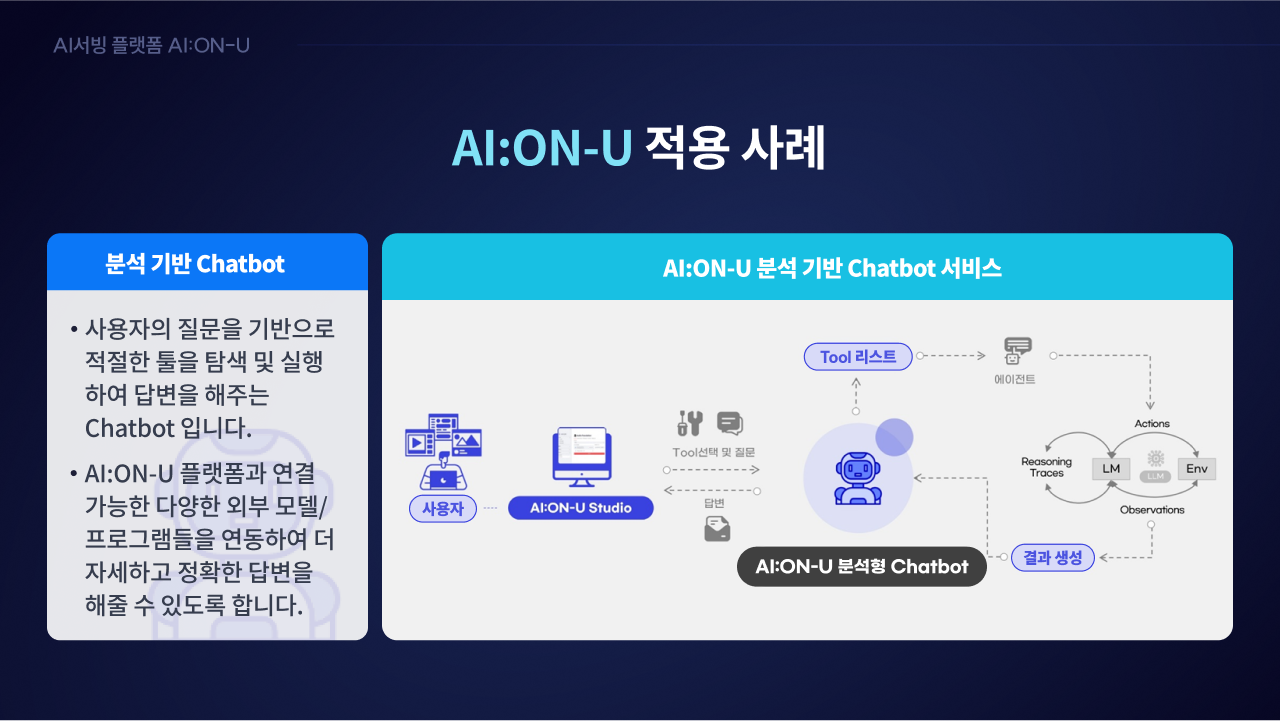 AI서빙 플랫폼 AI:ON-U
AI:ON-U 적용 사례
분석 기반 Chatbot
• 사용자의 질문을 기반으로
적절한 툴을 탐색 및 실행
하여 답변을 해주는
Chatbot 입니다.
• AI:ON-U 플랫폼과 연결
가능한 다양한 외부 모델/
프로그램들을 연동하여 더
자세하고 정확한 답변을
해줄 수 있도록 합니다.
AI:ON-U 분석 기반 Chatbot 서비스
사용자
AI:ON-U Studio
Tool선택 및 질문
답변
Tool 리스트
에이전트
AI:ON-U 분석형 Chatbot
Actions
Reasoning
Traces
LM
LLM
Env
Observations
결과 생성